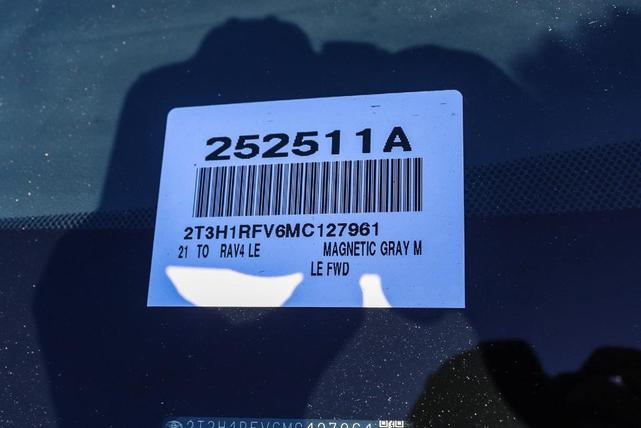 252511A
2T3H1RFV6MC127961
21 TO RAV4 LE MAGNETIC GRAY M
LE FWD